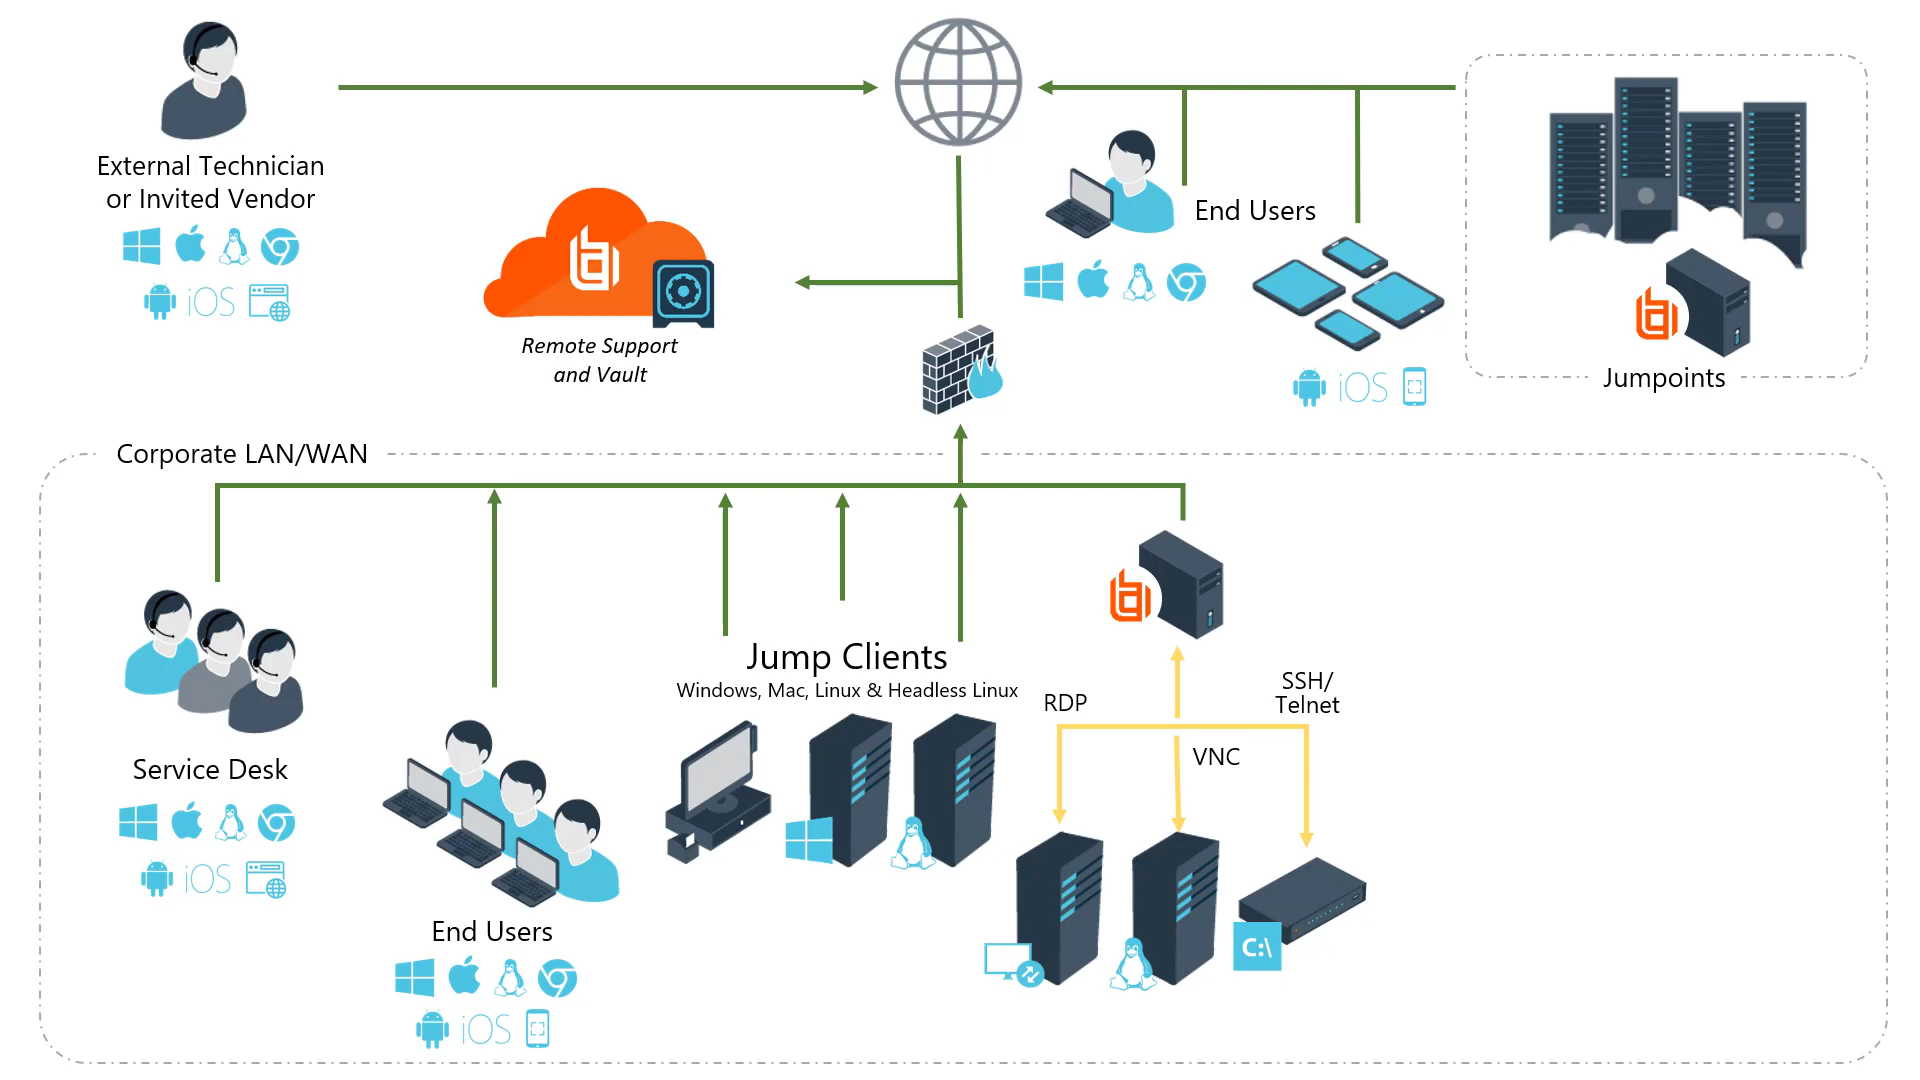 External Technician
or Invited Vendor
iOS
Remote Support
and Vault
End Users
iOS
Jumpoints
Corporate LAN/WAN
Service Desk
iOS
End Users
iOS
Jump Clients
Windows, Mac, Linux & Headless Linux
RDP
SSH/
Telnet
VNC
C:\